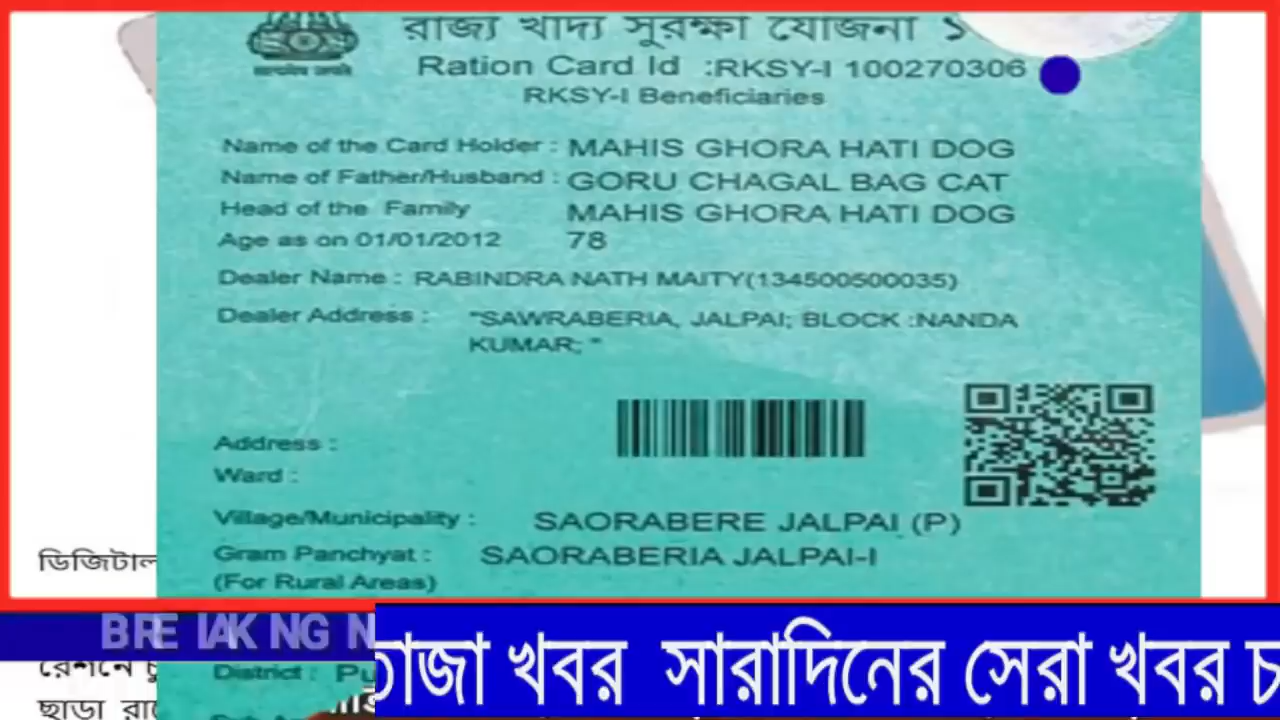 রাজ্য খাদ্য সুরক্ষা যোজনা ১
Ration Card Id :RKSY-I 100270306
RKSY-I Beneficiaries
Name of the Card Holder : MAHIS GHORA HATI DOG
Name of Father/Husband : GORU CHAGAL BAG CAT
Head of the Family MAHIS GHORA HATI DOG
Age as on 01/01/2012 78
Dealer Name : RABINDRA NATH MAITY(134500500035)
Dealer Address : "SAWRABERIA, JALPAI; BLOCK :NANDA
KUMAR; "
Address :
Ward :
Village/Municipality : SAORABERE JALPAI (P)
Gram Panchyat : SAORABERIA JALPAI-I
(For Rural Areas)
ডিজিটাল
BREAKING N
তাজা খবর সারাদিনের সেরা খবর চ
রেশনে
District : Pu
ছাড়া